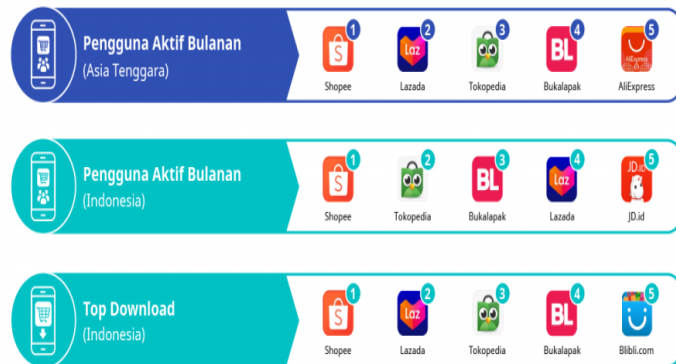 Pengguna Aktif Bulanan
(Asia Tenggara)
1 2 3 4 5
Laz BL AliExpress
Shopee Lazada Tokopedia Bukalapak AliExpress
Pengguna Aktif Bulanan
(Indonesia)
1 2 3 4 5
BL Laz JD.ID
Shopee Tokopedia Bukalapak Lazada JD.id
Top Download
(Indonesia)
1 2 3 4 5
Laz BL
Shopee Lazada Tokopedia Bukalapak Blibli.com